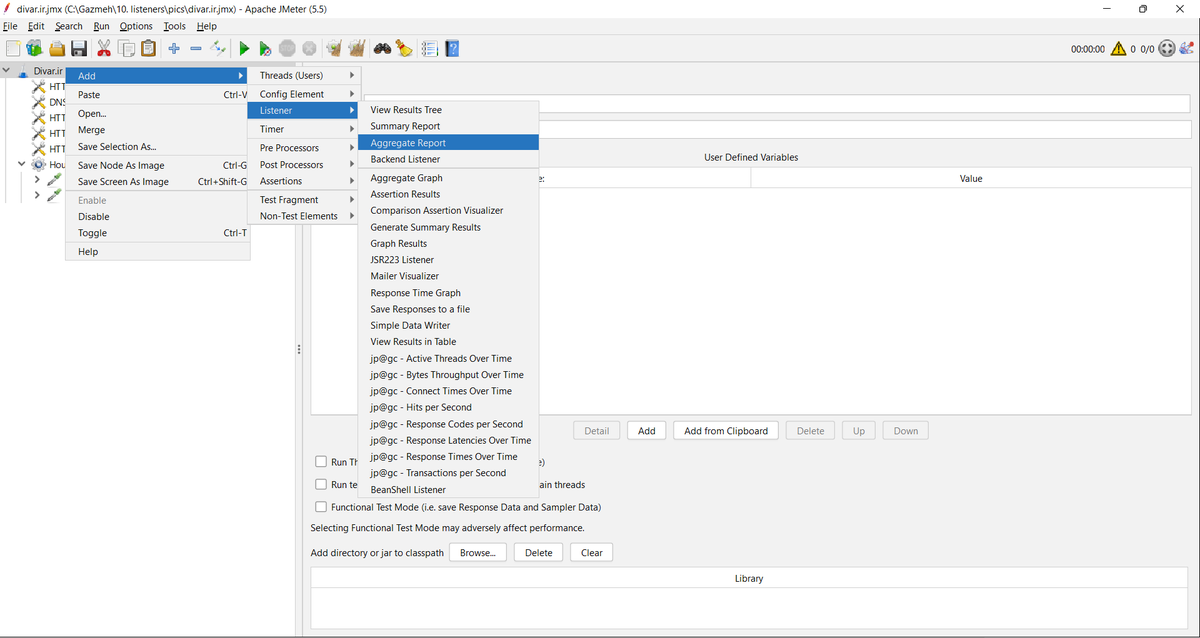 divar.ir.jmx (C:\Gazmeh\10. listeners\pics\divar.ir.jmx) - Apache JMeter (5.5)
File Edit Search Run Options Tools Help
00:00:00 0 0/0
Divar.ir
HTT
DNS
HTT
HTT
HTT
Hou
Add
Paste Ctrl-V
Open...
Merge
Save Selection As...
Save Node As Image Ctrl-G
Save Screen As Image Ctrl+Shift-G
Enable
Disable
Toggle Ctrl-T
Help
Threads (Users)
Config Element
Listener
Timer
Pre Processors
Post Processors
Assertions
Test Fragment
Non-Test Elements
View Results Tree
Summary Report
Aggregate Report
Backend Listener
Aggregate Graph
Assertion Results
Comparison Assertion Visualizer
Generate Summary Results
Graph Results
JSR223 Listener
Mailer Visualizer
Response Time Graph
Save Responses to a file
Simple Data Writer
View Results in Table
jp@gc - Active Threads Over Time
jp@gc - Bytes Throughput Over Time
jp@gc - Connect Times Over Time
jp@gc - Hits per Second
jp@gc - Response Codes per Second
jp@gc - Response Latencies Over Time
jp@gc - Response Times Over Time
jp@gc - Transactions per Second
BeanShell Listener
User Defined Variables
e: Value
Detail Add Add from Clipboard Delete Up Down
Run Th e)
Run te ain threads
Functional Test Mode (i.e. save Response Data and Sampler Data)
Selecting Functional Test Mode may adversely affect performance.
Add directory or jar to classpath Browse... Delete Clear
Library